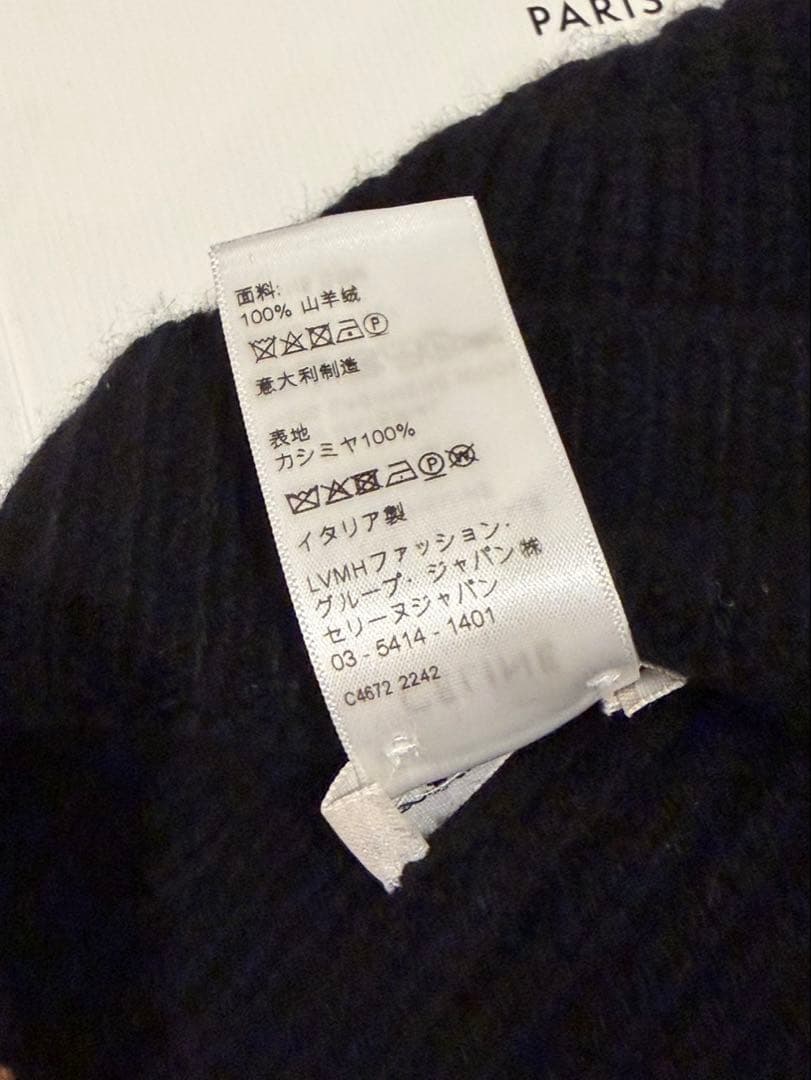 PARIS
面料:
100% 山羊绒
意大利制造
表地
カシミヤ100%
イタリア製
LVMHファッション・
グループ・ジャパン㈱
セリーヌジャパン
03 - 5414 - 1401
C4672 2242